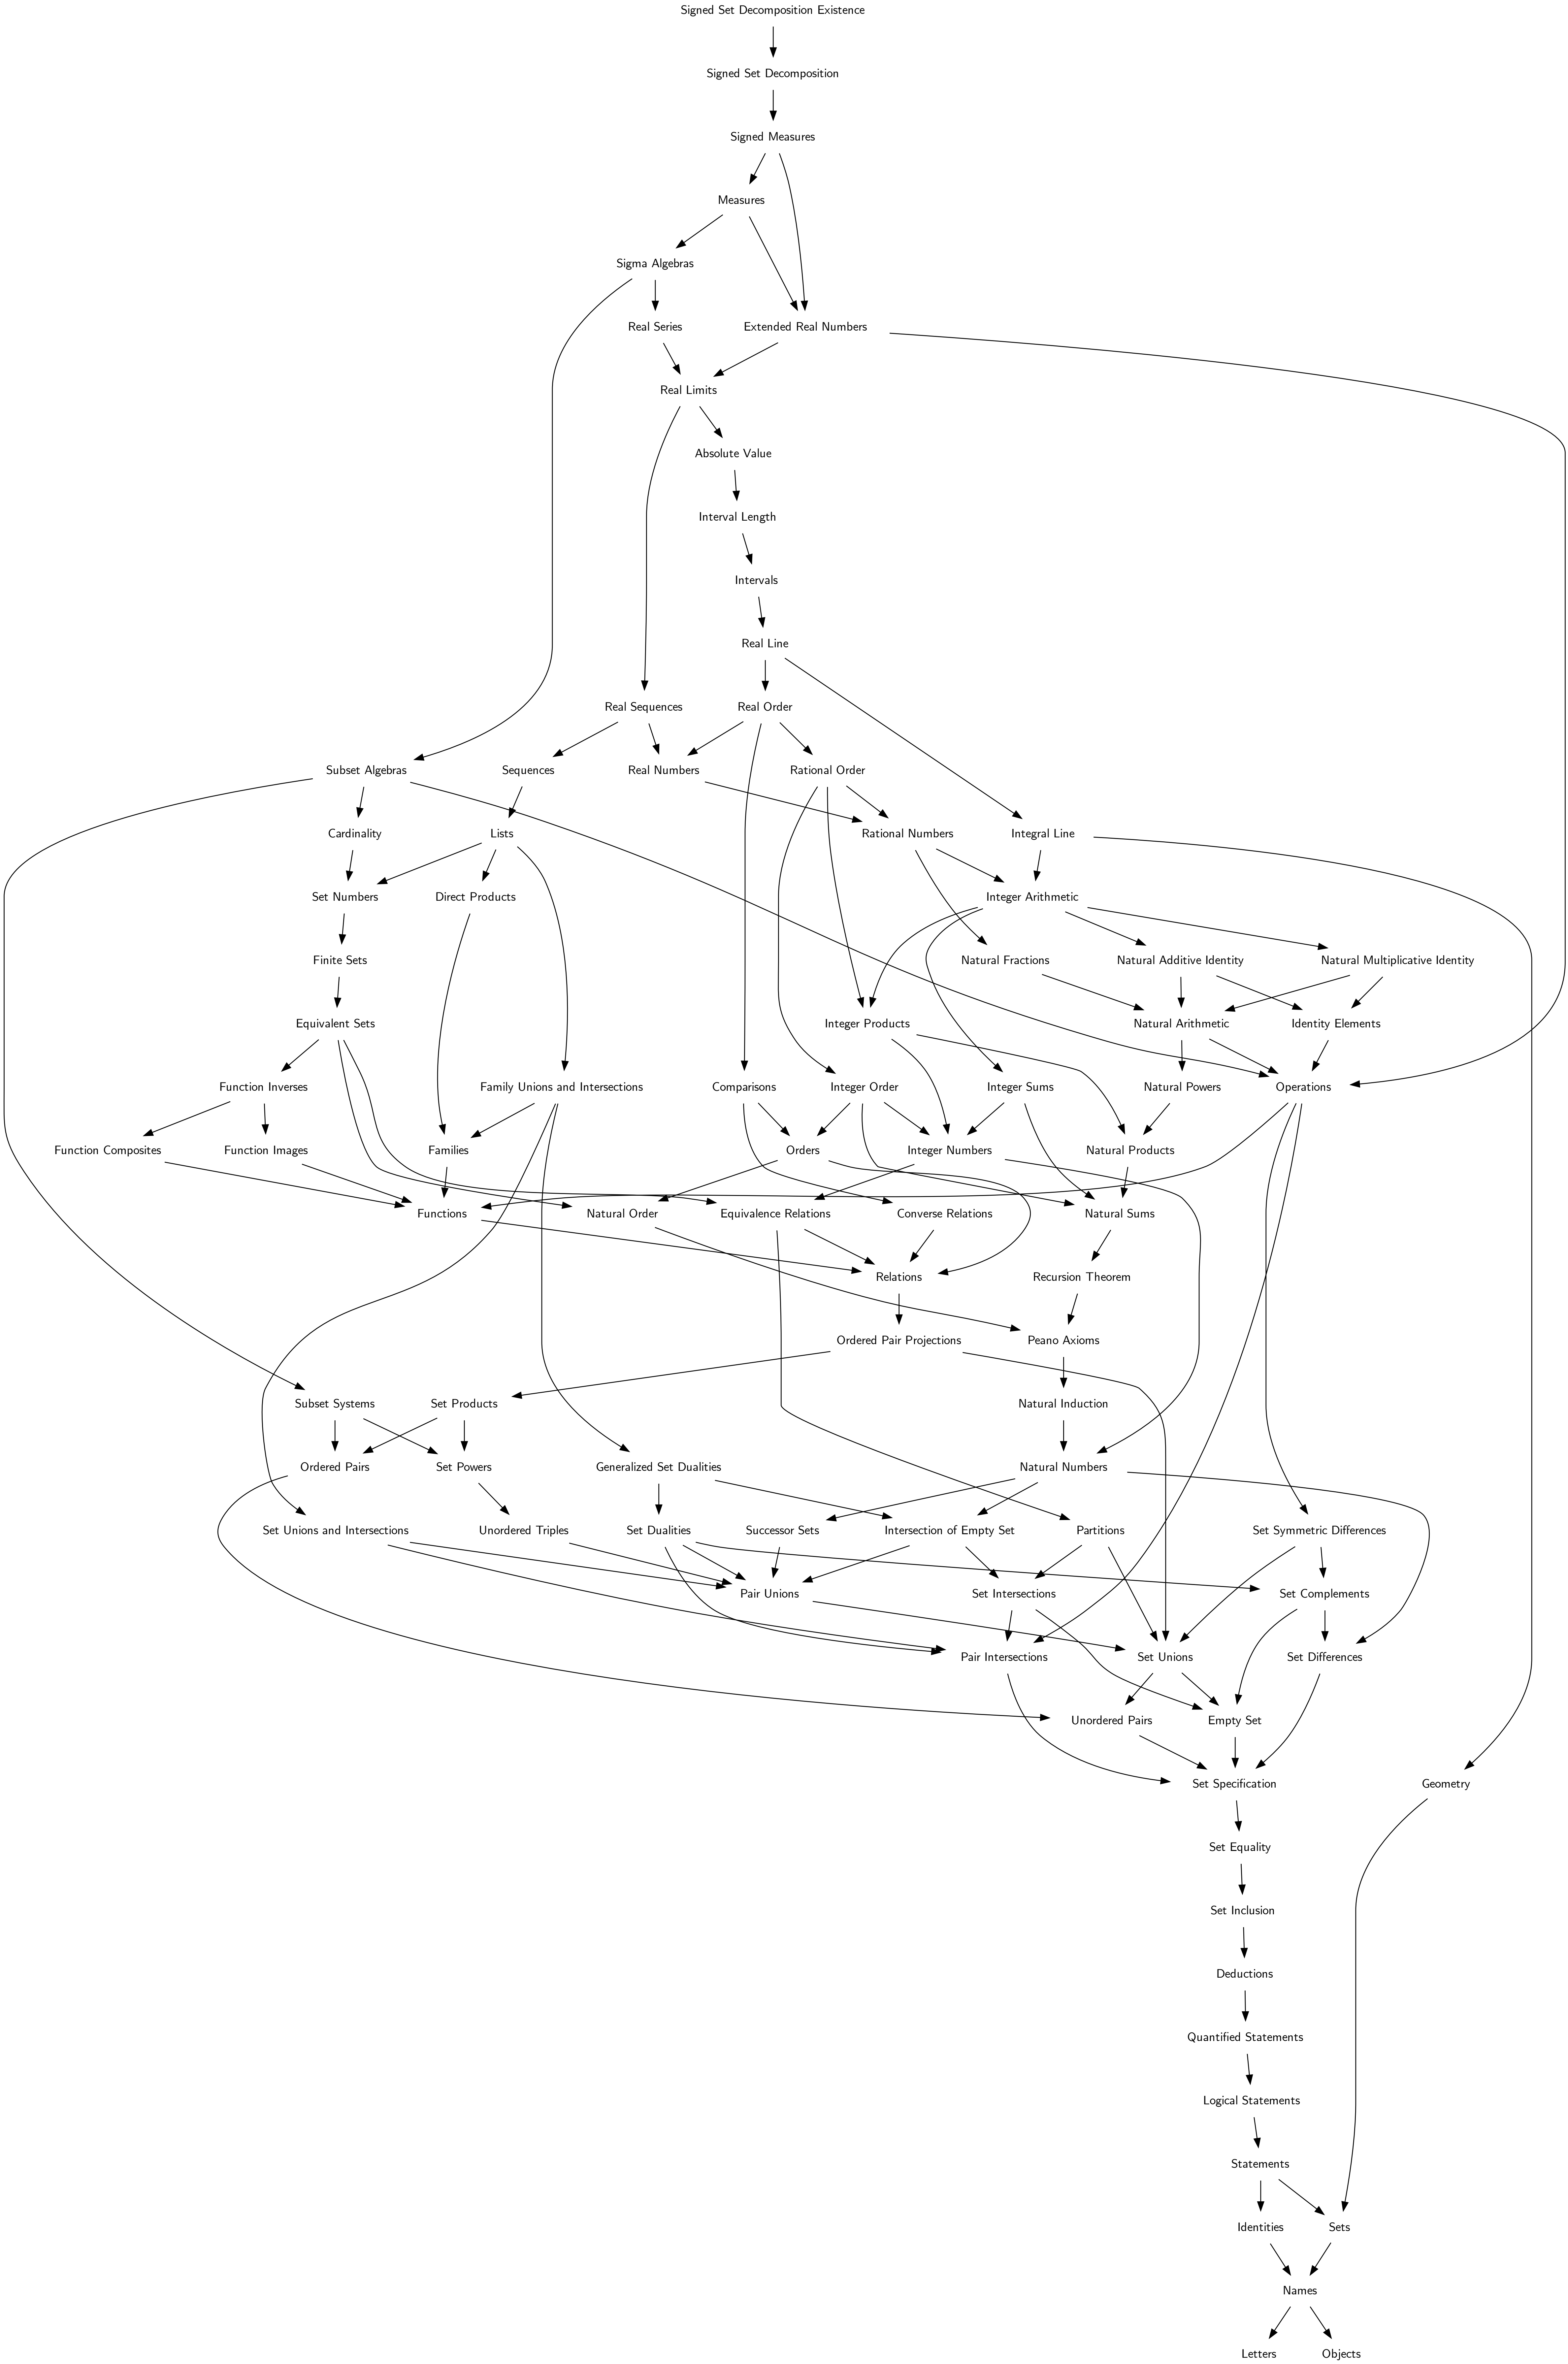 Signed Set Decomposition Existence
Signed Set Decomposition
Signed Measures
Measures
Sigma Algebras
Real Series
Extended Real Numbers
Real Limits
Absolute Value
Interval Length
Intervals
Real Line
Real Sequences
Real Order
Subset Algebras
Sequences
Real Numbers
Rational Order
Cardinality
Lists
Rational Numbers
Integral Line
Set Numbers
Direct Products
Integer Arithmetic
Finite Sets
Natural Fractions
Natural Additive Identity
Natural Multiplicative Identity
Equivalent Sets
Integer Products
Natural Arithmetic
Identity Elements
Function Inverses
Family Unions and Intersections
Comparisons
Integer Order
Integer Sums
Natural Powers
Operations
Function Composites
Function Images
Families
Orders
Integer Numbers
Natural Products
Functions
Natural Order
Equivalence Relations
Converse Relations
Natural Sums
Relations
Recursion Theorem
Ordered Pair Projections
Peano Axioms
Subset Systems
Set Products
Natural Induction
Ordered Pairs
Set Powers
Generalized Set Dualities
Natural Numbers
Set Unions and Intersections
Unordered Triples
Set Dualities
Successor Sets
Intersection of Empty Set
Partitions
Set Symmetric Differences
Pair Unions
Set Intersections
Set Complements
Pair Intersections
Set Unions
Set Differences
Unordered Pairs
Empty Set
Set Specification
Geometry
Set Equality
Set Inclusion
Deductions
Quantified Statements
Logical Statements
Statements
Identities
Sets
Names
Letters
Objects